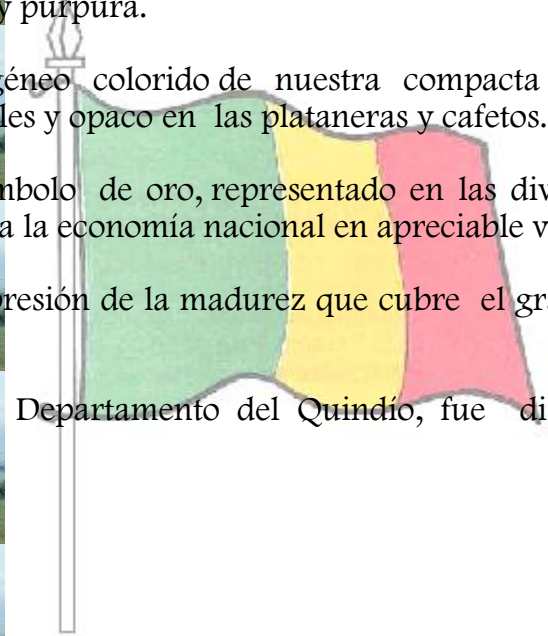 y púrpura.
géneo colorido de nuestra compacta
les y opaco en las plataneras y cafetos.
mbolo de oro, representado en las div
a la economía nacional en apreciable v
presión de la madurez que cubre el gra
Departamento del Quindío, fue di